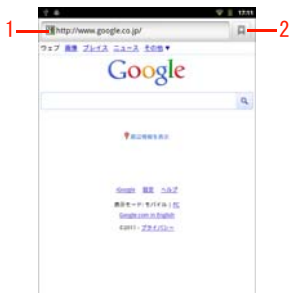 17:11
1 http://www.google.co.jp/ 2
ウェブ 画像 プレイス ニュース その他▼
Google
周辺情報を表示
iGoogle 設定 ヘルプ
表示モード: モバイル | PC
Google.com in English
©2011 - プライバシー